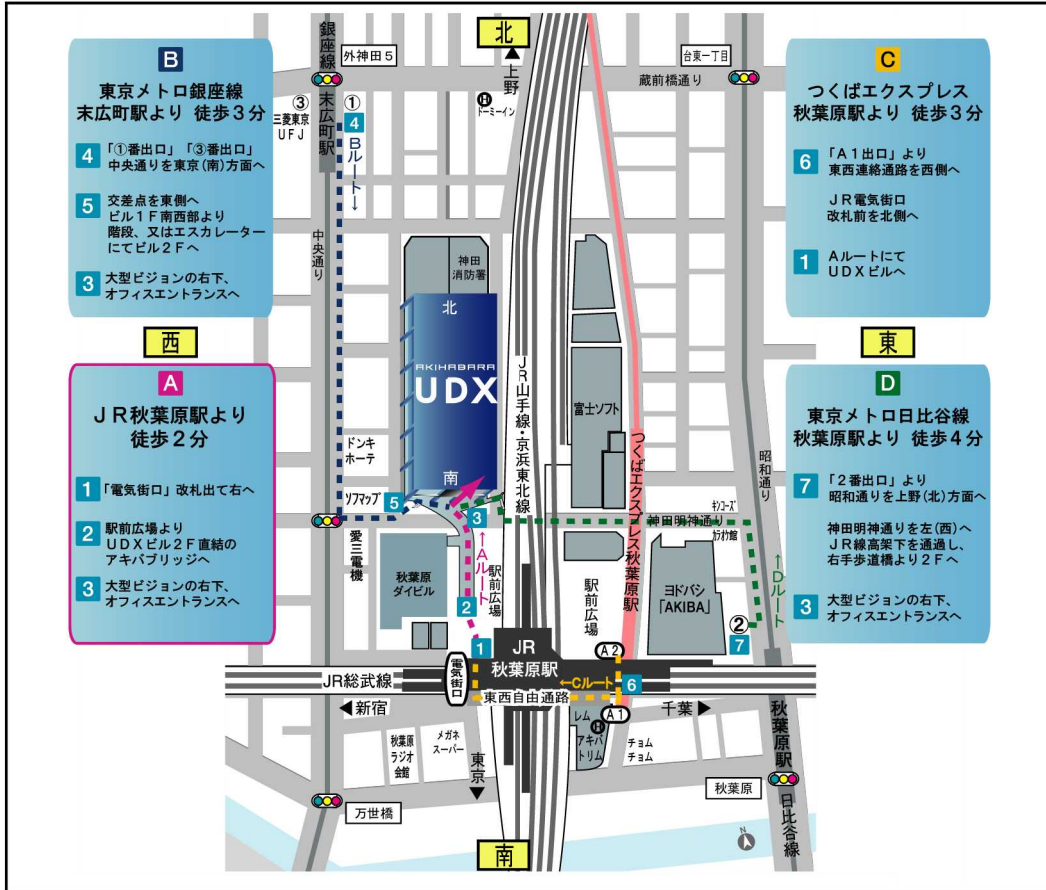 北
▲
上野
南
西
東
B
東京メトロ銀座線
末広町駅より 徒歩3分
4 「①番出口」「③番出口」
中央通りを東京(南)方面へ
5 交差点を東側へ
ビル1F南西部より
階段、又はエスカレーター
にてビル2Fへ
3 大型ビジョンの右下、
オフィスエントランスへ
A
JR秋葉原駅より
徒歩2分
1 「電気街口」改札出て右へ
2 駅前広場より
UDXビル2F直結の
アキバブリッジへ
3 大型ビジョンの右下、
オフィスエントランスへ
C
つくばエクスプレス
秋葉原駅より 徒歩3分
6 「A1出口」より
東西連絡通路を西側へ
JR電気街口
改札前を北側へ
1 Aルートにて
UDXビルへ
D
東京メトロ日比谷線
秋葉原駅より 徒歩4分
7 「2番出口」より
昭和通りを上野(北)方面へ
神田明神通りを左(西)へ
JR線高架下を通過し、
右手歩道橋より2Fへ
3 大型ビジョンの右下、
オフィスエントランスへ
銀座線
外神田5
末広町駅
③
①
三菱東京
UFJ
4
Bルート→
H
ドーミーイン
台東一丁目
蔵前橋通り
中央通り
神田
消防署
北
AKIHABARA
UDX
南
JR山手線・京浜東北線
富士ソフト
つくばエクスプレス秋葉原駅
昭和通り
ドンキ
ホーテ
ソフマップ
5
3
キンコーズ
神田明神通り
カラオケ館
愛三電機
秋葉原
ダイビル
←Aルート
駅前広場
2
1
駅前広場
ヨドバシ
「AKIBA」
②
7
←Dルート
JR
秋葉原駅
電気街口
A2
←Cルート
6
東西自由通路
A1
JR総武線
◀新宿
千葉▶
秋葉原
ラジオ
会館
メガネ
スーパー
東京
▼
レム
H
アキバ
トリム
チョム
チョム
秋葉原駅
秋葉原
日比谷線
万世橋
N